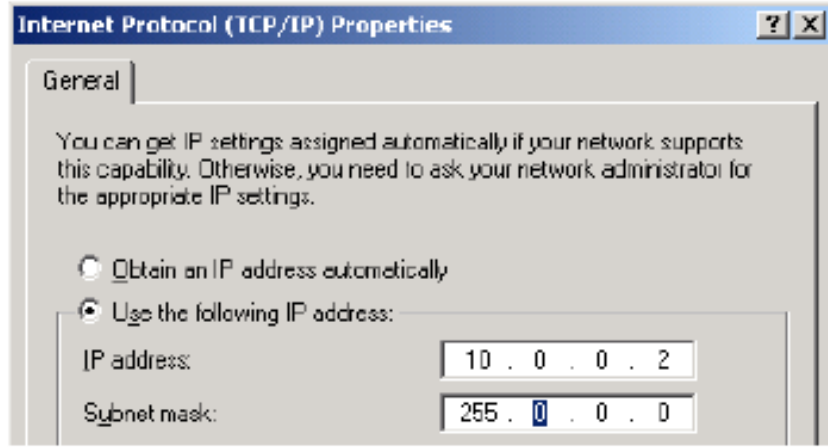 Internet Protocol (TCP/IP) Properties
? X
General
You can get IP settings assigned automatically if your network supports
this capability. Otherwise, you need to ask your network administrator for
the appropriate IP settings.
Obtain an IP address automatically
Use the following IP address:
IP address: 10 . 0 . 0 . 2
Subnet mask: 255 . 0 . 0 . 0